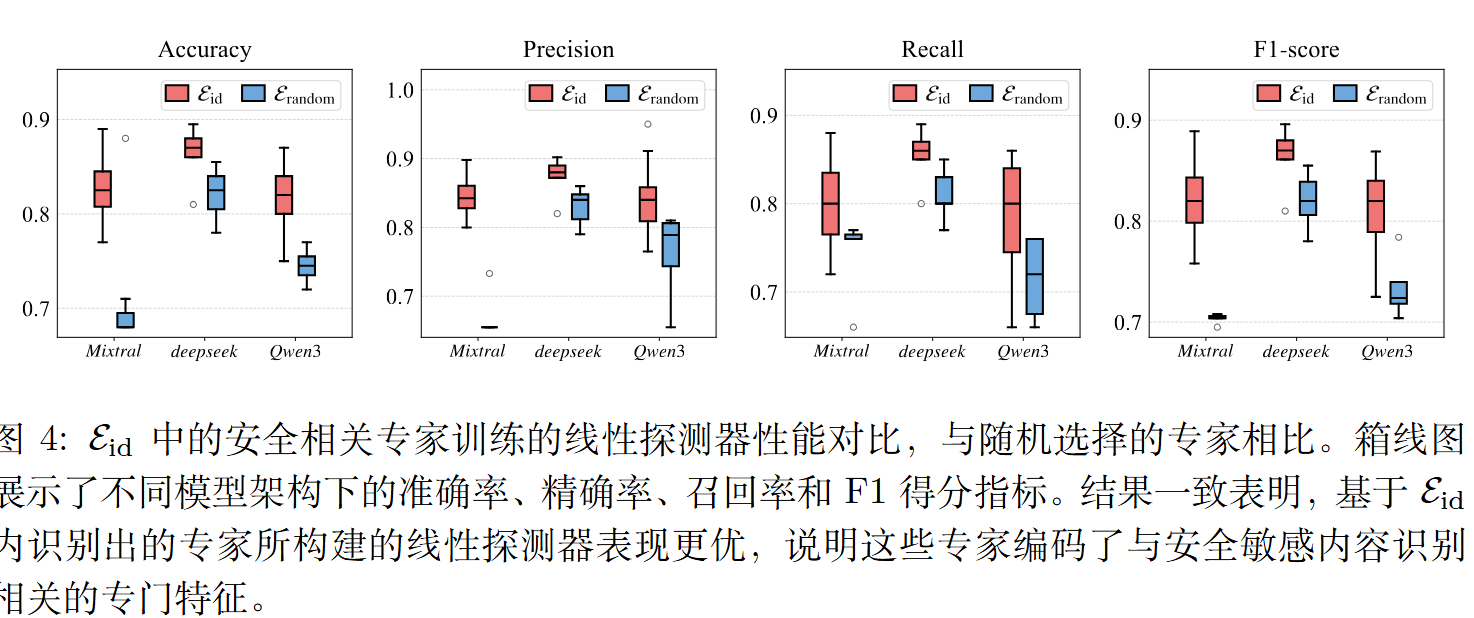 Accuracy
Precision
Recall
F1-score
ℰid ℰrandom
ℰid ℰrandom
ℰid ℰrandom
ℰid ℰrandom
0.9
0.8
0.7
Mixtral deepseek Qwen3
1.0
0.9
0.8
0.7
Mixtral deepseek Qwen3
0.9
0.8
0.7
Mixtral deepseek Qwen3
0.9
0.8
0.7
Mixtral deepseek Qwen3
图 4: ℰid 中的安全相关专家训练的线性探测器性能对比，与随机选择的专家相比。箱线图
展示了不同模型架构下的准确率、精确率、召回率和 F1 得分指标。结果一致表明，基于 ℰid
内识别出的专家所构建的线性探测器表现更优，说明这些专家编码了与安全敏感内容识别
相关的专门特征。